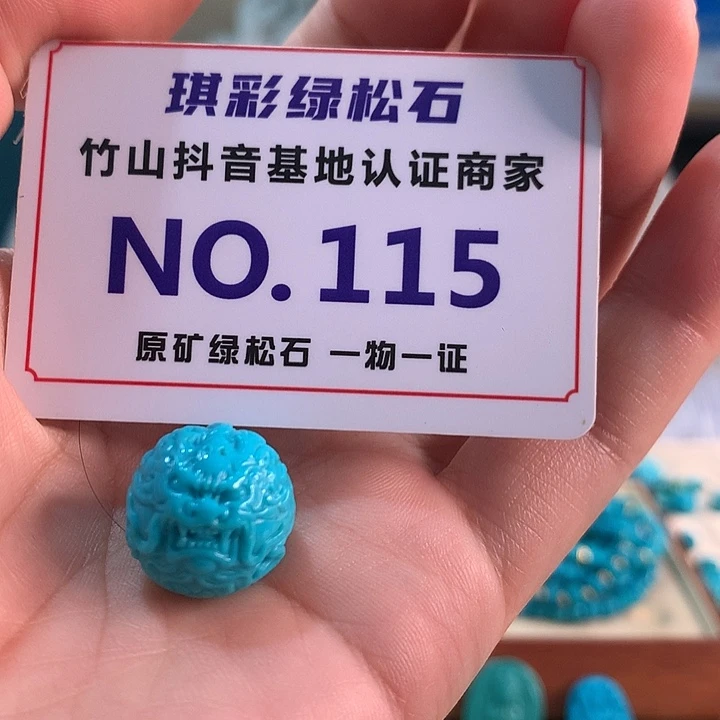 琪彩绿松石
竹山抖音基地认证商家
NO.115
原矿绿松石 一物一证